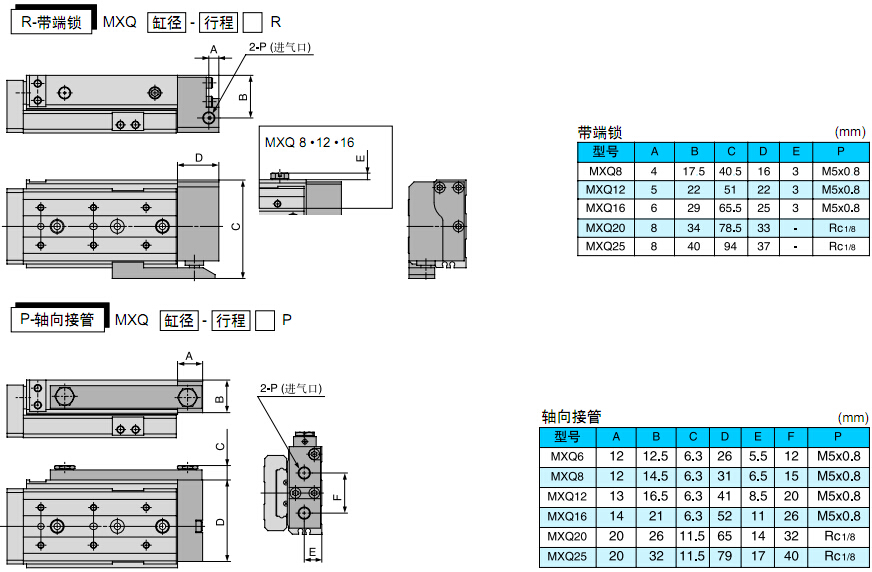 R-带端锁 MXQ 缸径 - 行程 R
A
2-P (进气口)
B
MXQ 8・12・16
E
D
C
带端锁 (mm)
型号 A B C D E P
MXQ8 4 17 5 40 5 16 3 M5x0 8
MXQ12 5 22 51 22 3 M5x0.8
MXQ16 6 29 65.5 25 3 M5x0.8
MXQ20 8 34 78.5 33 - Rc1/8
MXQ25 8 40 94 37 - Rc1/8
P-轴向接管 MXQ 缸径 - 行程 P
A
B
2-P (进气口)
C
D
F
E
轴向接管 (mm)
型号 A B C D E F P
MXQ6 12 12.5 6.3 26 5.5 12 M5x0.8
MXQ8 12 14.5 6.3 31 6.5 15 M5x0.8
MXQ12 13 16.5 6.3 41 8.5 20 M5x0.8
MXQ16 14 21 6.3 52 11 26 M5x0.8
MXQ20 20 26 11.5 65 14 32 Rc1/8
MXQ25 20 32 11.5 79 17 40 Rc1/8